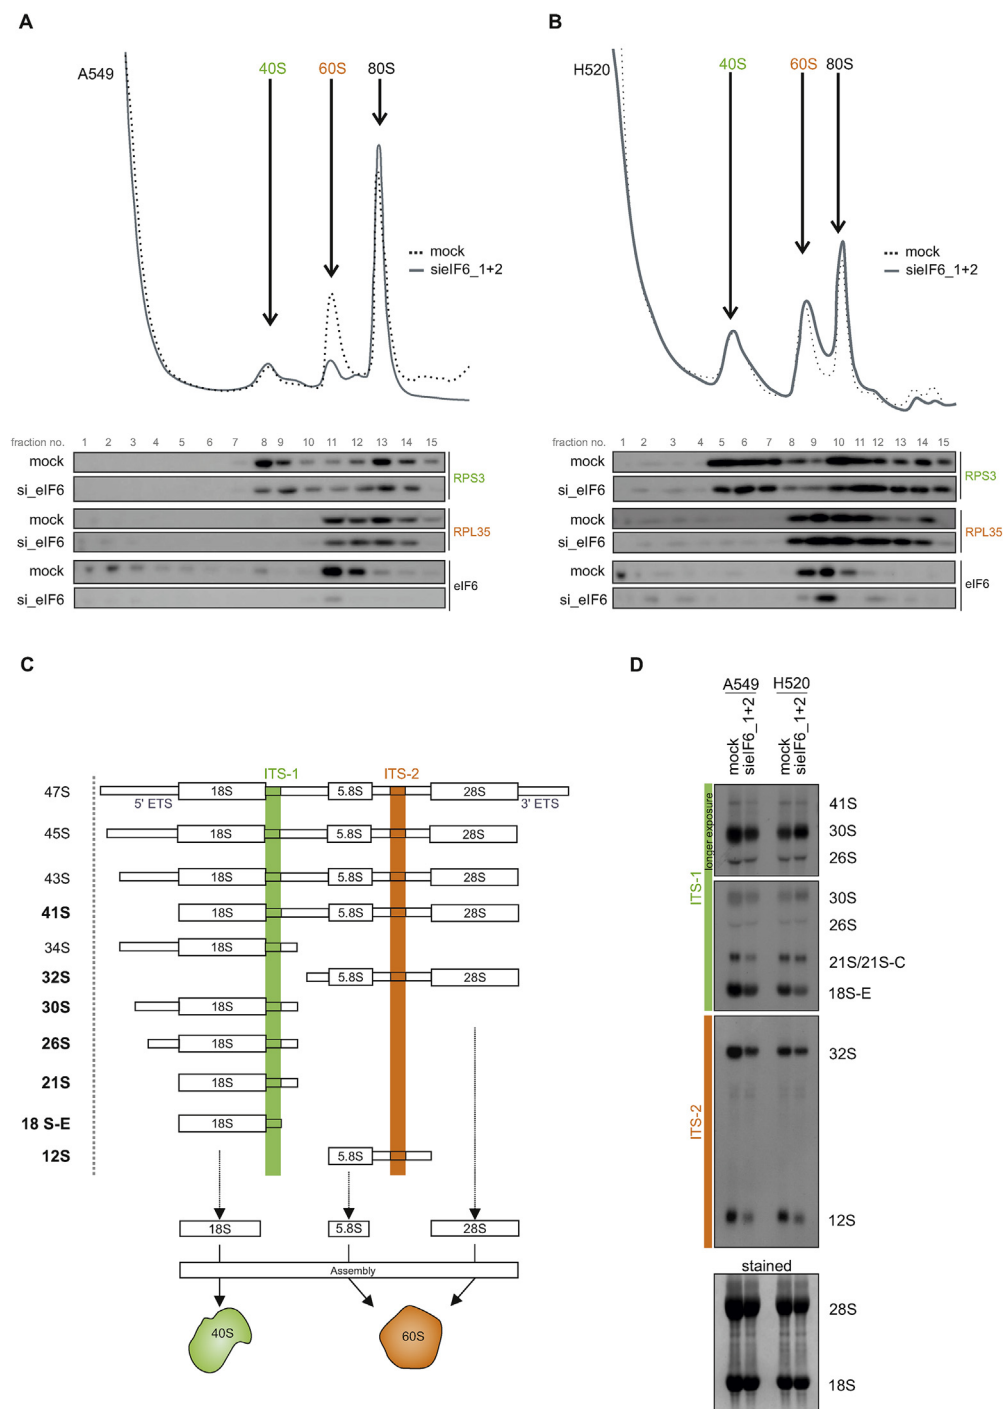 A
A549
40S
60S
80S
mock
sieIF6_1+2
fraction no. 1 2 3 4 5 6 7 8 9 10 11 12 13 14 15
mock
si_eIF6
RPS3
mock
si_eIF6
RPL35
mock
si_eIF6
eIF6
B
H520
40S
60S
80S
mock
sieIF6_1+2
fraction no. 1 2 3 4 5 6 7 8 9 10 11 12 13 14 15
mock
si_eIF6
RPS3
mock
si_eIF6
RPL35
mock
si_eIF6
eIF6
C
ITS-1
ITS-2
47S 18S 5.8S 28S
5' ETS
3' ETS
45S 18S 5.8S 28S
43S 18S 5.8S 28S
41S 18S 5.8S 28S
34S 18S
32S 5.8S 28S
30S 18S
26S 18S
21S 18S
18 S-E 18S
12S 5.8S
18S 5.8S 28S
Assembly
40S
60S
D
A549
H520
mock
sieIF6_1+2
mock
sieIF6_1+2
ITS-1
longer exposure
41S
30S
26S
30S
26S
21S/21S-C
18S-E
ITS-2
32S
12S
stained
28S
18S